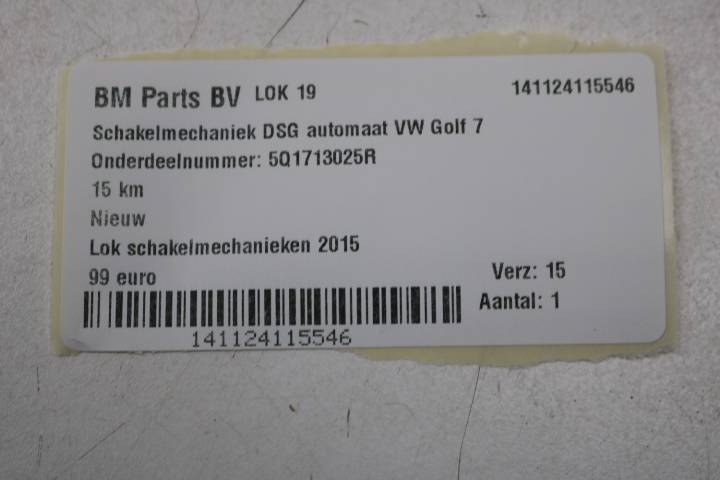 BM Parts BV LOK 19 141124115546
Schakelmechaniek DSG automaat VW Golf 7
Onderdeelnummer: 5Q1713025R
15 km
Nieuw
Lok schakelmechanieken 2015
99 euro Verz: 15
Aantal: 1
141124115546